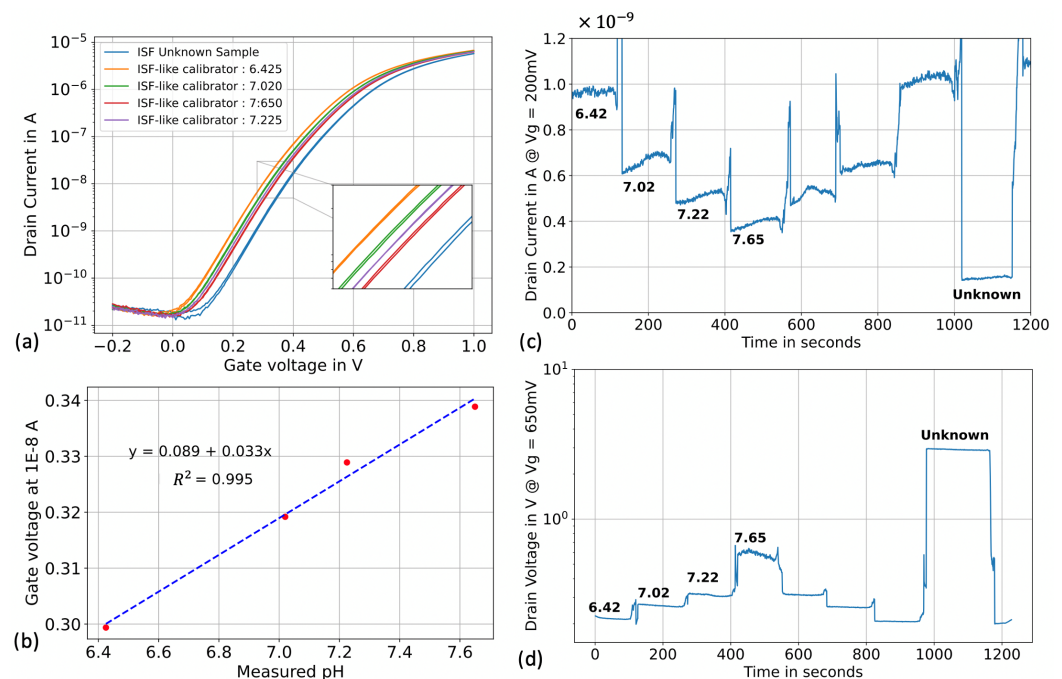 10⁻⁵
10⁻⁶
10⁻⁷
10⁻⁸
10⁻⁹
10⁻¹⁰
10⁻¹¹
Drain Current in A
ISF Unknown Sample
ISF-like calibrator : 6.425
ISF-like calibrator : 7.020
ISF-like calibrator : 7:650
ISF-like calibrator : 7.225
−0.2 0.0 0.2 0.4 0.6 0.8 1.0
Gate voltage in V
(a)
× 10⁻⁹
1.2
1.0
0.8
0.6
0.4
0.2
0.0
Drain Current in A @ Vg = 200mV
6.42
7.02
7.22
7.65
Unknown
0 200 400 600 800 1000 1200
Time in seconds
(c)
0.34
0.33
0.32
0.31
0.30
Gate voltage at 1E-8 A
y = 0.089 + 0.033x
R² = 0.995
6.4 6.6 6.8 7.0 7.2 7.4 7.6
Measured pH
(b)
10¹
10⁰
Drain Voltage in V @ Vg = 650mV
6.42
7.02
7.22
7.65
Unknown
0 200 400 600 800 1000 1200
Time in seconds
(d)